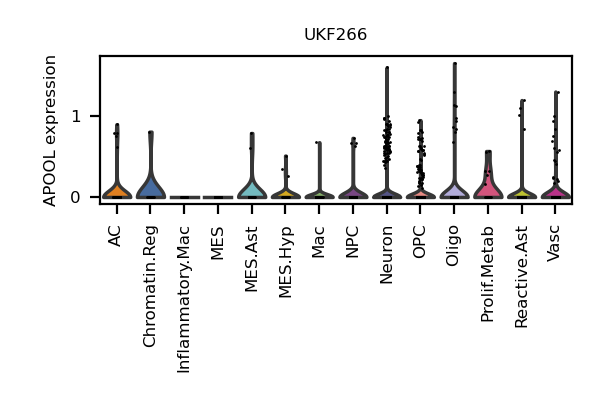 UKF266
APOOL expression
1
0
AC
Chromatin.Reg
Inflammatory.Mac
MES
MES.Ast
MES.Hyp
Mac
NPC
Neuron
OPC
Oligo
Prolif.Metab
Reactive.Ast
Vasc